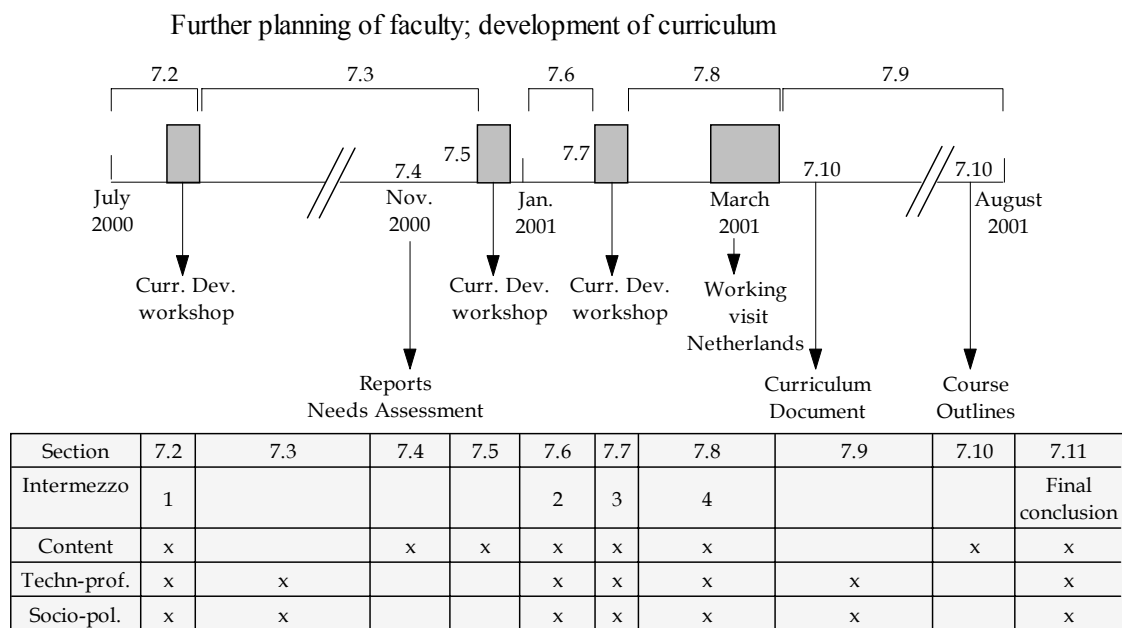 Further planning of faculty; development of curriculum
7.2 7.3 7.6 7.8 7.9
7.4 7.5 7.7 7.10 7.10
July Nov. Jan. March August
2000 2000 2001 2001 2001
Curr. Dev. Curr. Dev. Curr. Dev. Working
workshop workshop workshop visit
Netherlands
Reports Curriculum Course
Needs Assessment Document Outlines
Section 7.2 7.3 7.4 7.5 7.6 7.7 7.8 7.9 7.10 7.11
Intermezzo 1 2 3 4 Final
conclusion
Content x x x x x x x x
Techn-prof. x x x x x x x
Socio-pol. x x x x x x x